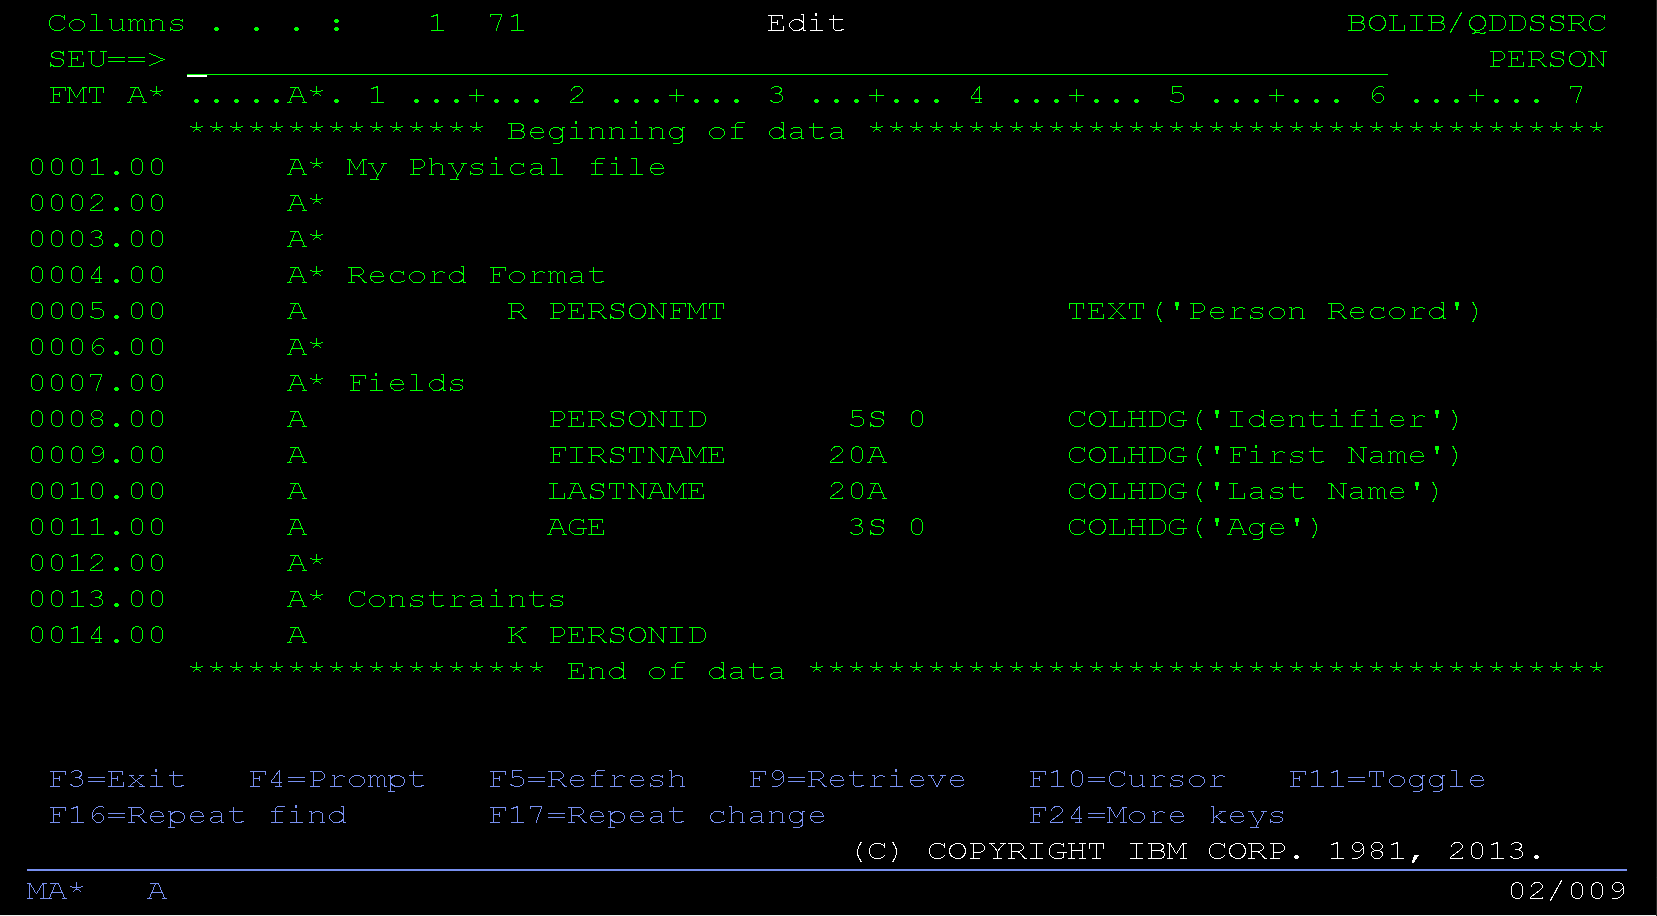 Columns . . . :    1  71            Edit                         BOLIB/QDDSSRC
SEU==>                                                                  PERSON
FMT A* .....A*. 1 ...+... 2 ...+... 3 ...+... 4 ...+... 5 ...+... 6 ...+... 7
*************** Beginning of data *************************************
0001.00      A* My Physical file
0002.00      A*
0003.00      A*
0004.00      A* Record Format
0005.00      A          R PERSONFMT                 TEXT('Person Record')
0006.00      A*
0007.00      A* Fields
0008.00      A            PERSONID       5S 0       COLHDG('Identifier')
0009.00      A            FIRSTNAME     20A         COLHDG('First Name')
0010.00      A            LASTNAME      20A         COLHDG('Last Name')
0011.00      A            AGE            3S 0       COLHDG('Age')
0012.00      A*
0013.00      A* Constraints
0014.00      A          K PERSONID
****************** End of data ****************************************
F3=Exit   F4=Prompt   F5=Refresh   F9=Retrieve   F10=Cursor   F11=Toggle
F16=Repeat find       F17=Repeat change          F24=More keys
(C) COPYRIGHT IBM CORP. 1981, 2013.
MA*   A                                                                 02/009